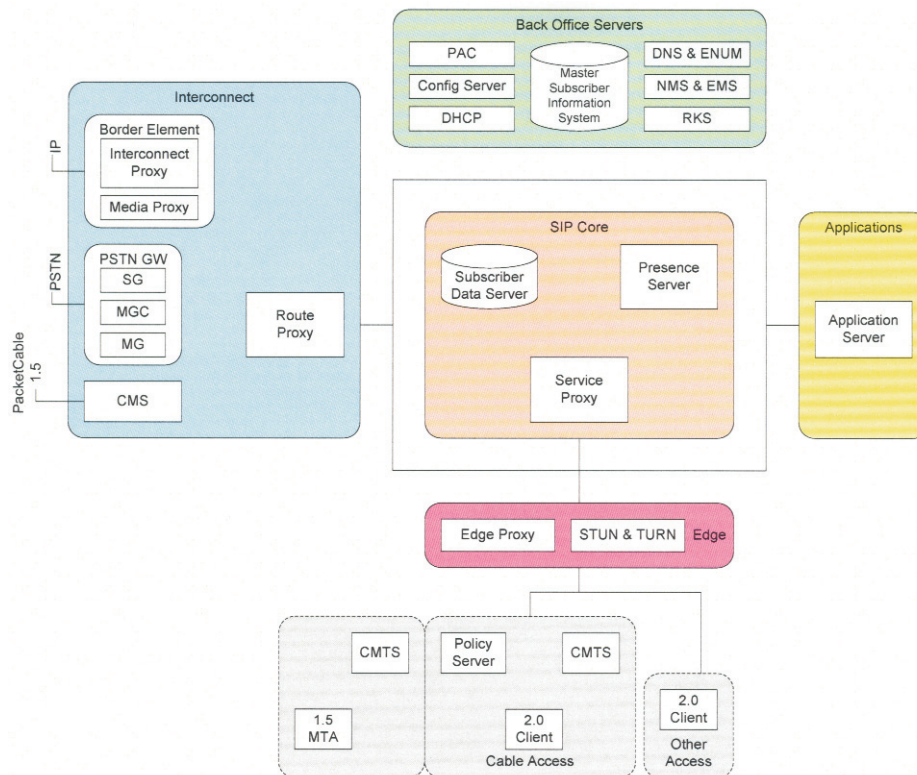 Back Office Servers
PAC
Config Server
DHCP
Master
Subscriber
Information
System
DNS & ENUM
NMS & EMS
RKS
Interconnect
Border Element
Interconnect
Proxy
Media Proxy
IP
PSTN GW
SG
MGC
MG
PSTN
Route
Proxy
CMS
PacketCable
1.5
SIP Core
Subscriber
Data Server
Presence
Server
Service
Proxy
Applications
Application
Server
Edge Proxy
STUN & TURN
Edge
CMTS
1.5
MTA
Policy
Server
CMTS
2.0
Client
Cable Access
2.0
Client
Other
Access